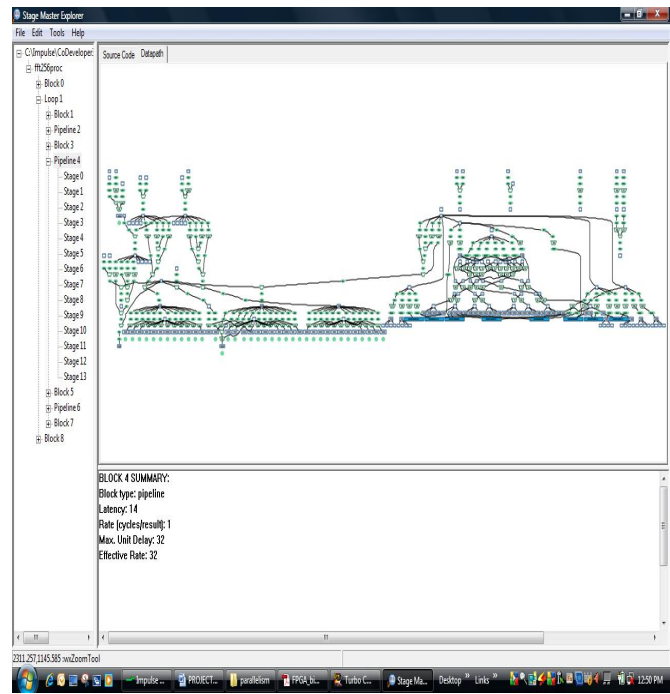 Stage Master Explorer
File Edit Tools Help
C:\Impulse\CoDeveloper
fft256proc
Block 0
Loop 1
Block 1
Pipeline 2
Block 3
Pipeline 4
Stage 0
Stage 1
Stage 2
Stage 3
Stage 4
Stage 5
Stage 6
Stage 7
Stage 8
Stage 9
Stage 10
Stage 11
Stage 12
Stage 13
Block 5
Pipeline 6
Block 7
Block 8
Source Code Datapath
BLOCK 4 SUMMARY:
Block type: pipeline
Latency: 14
Rate (cycles/result): 1
Max. Unit Delay: 32
Effective Rate: 32
2311.257,1145.585 :wxZoomTool
Impulse ... PROJECT... parallelism FPGA_bi... Turbo C... Stage Ma... Desktop » Links » 12:50 PM